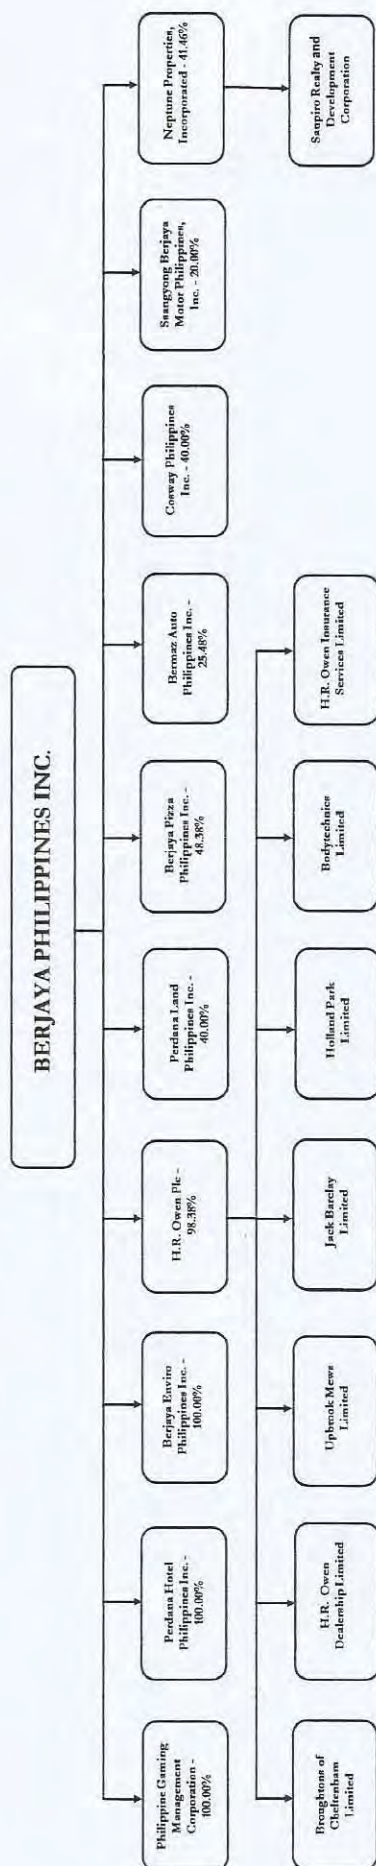 BERJAYA PHILIPPINES INC.
Philippine Gaming
Management
Corporation -
100.00%
Perdana Hotel
Philippines Inc. -
100.00%
Berjaya Enviro
Philippines Inc. -
100.00%
H.R. Owen Plc -
98.38%
Perdana Land
Philippines Inc. -
40.00%
Berjaya Pizza
Philippines Inc. -
48.38%
Bermaz Auto
Philippines Inc. -
25.48%
Cosway Philippines
Inc. - 40.00%
Ssangyong Berjaya
Motor Philippines,
Inc. - 20.00%
Neptune Properties,
Incorporated - 41.46%
Broughtons of
Cheltenham
Limited
H.R. Owen
Dealership Limited
Upbrook Mews
Limited
Jack Barclay
Limited
Holland Park
Limited
Bodytechnics
Limited
H.R. Owen Insurance
Services Limited
Sanpiro Realty and
Development
Corporation